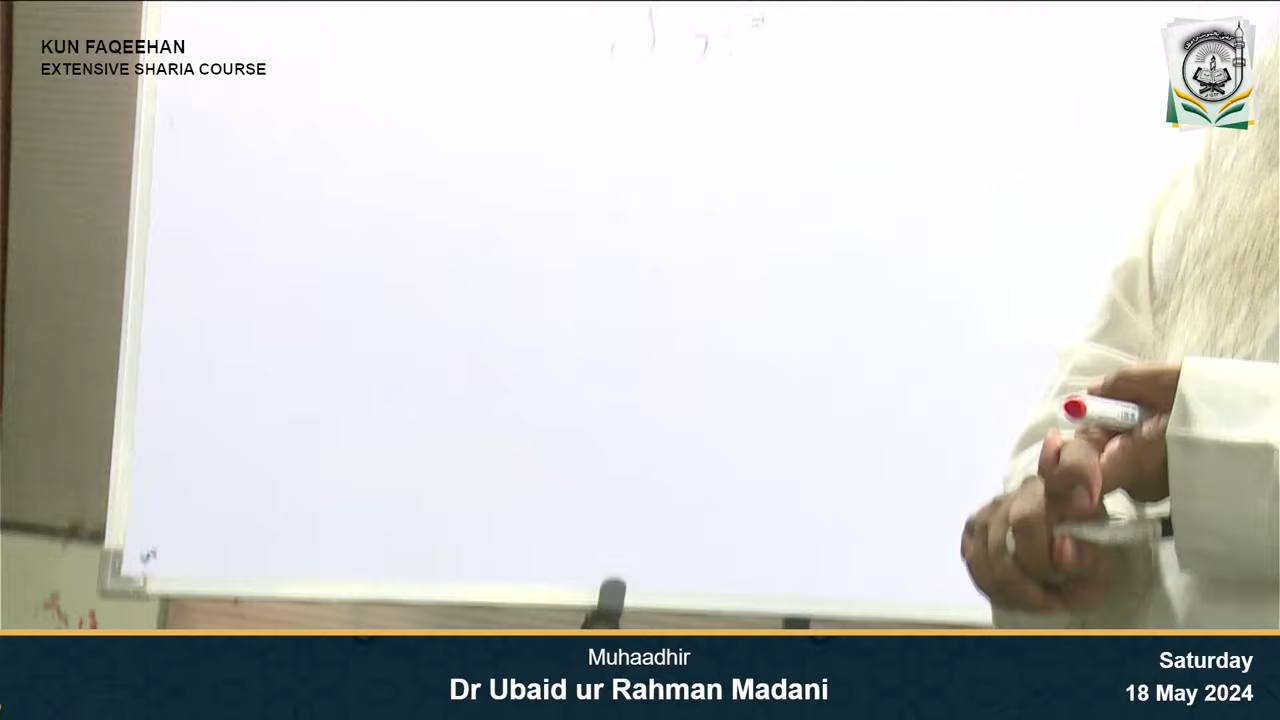 KUN FAQEEHAN
EXTENSIVE SHARIA COURSE
Muhaadhir
Dr Ubaid ur Rahman Madani
Saturday
18 May 2024